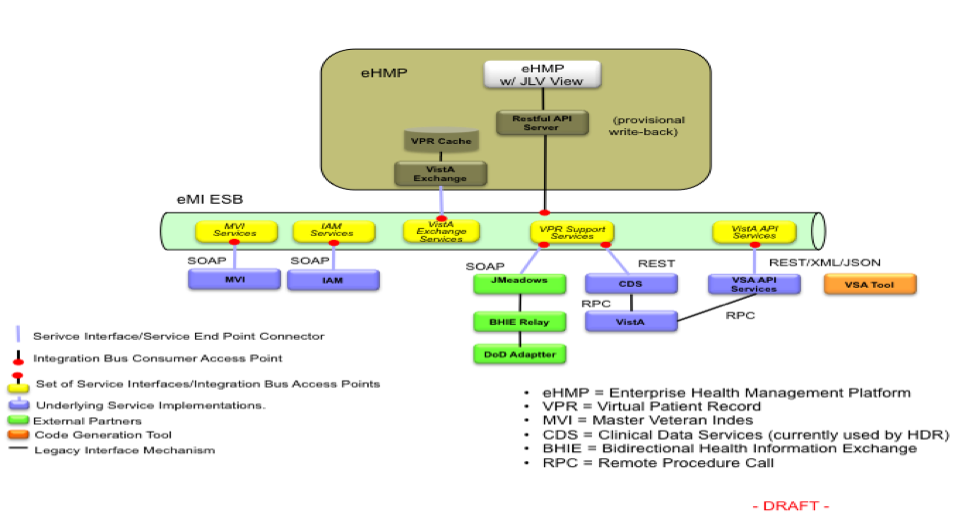 eHMP
eHMP
w/ JLV View
Restful API
Server
(provisional
write-back)
VPR Cache
VistA
Exchange
eMI ESB
MVI
Services
IAM
Services
VistA
Exchange
Services
VPR Support
Services
VistA API
Services
SOAP
SOAP
SOAP
REST
REST/XML/JSON
MVI
IAM
JMeadows
CDS
VSA API
Services
VSA Tool
RPC
RPC
BHIE Relay
VistA
DoD Adaptter
Serivce Interface/Service End Point Connector
Integration Bus Consumer Access Point
Set of Service Interfaces/Integration Bus Access Points
Underlying Service Implementations.
External Partners
Code Generation Tool
Legacy Interface Mechanism
• eHMP = Enterprise Health Management Platform
• VPR = Virtual Patient Record
• MVI = Master Veteran Indes
• CDS = Clinical Data Services (currently used by HDR)
• BHIE = Bidirectional Health Information Exchange
• RPC = Remote Procedure Call
- DRAFT -